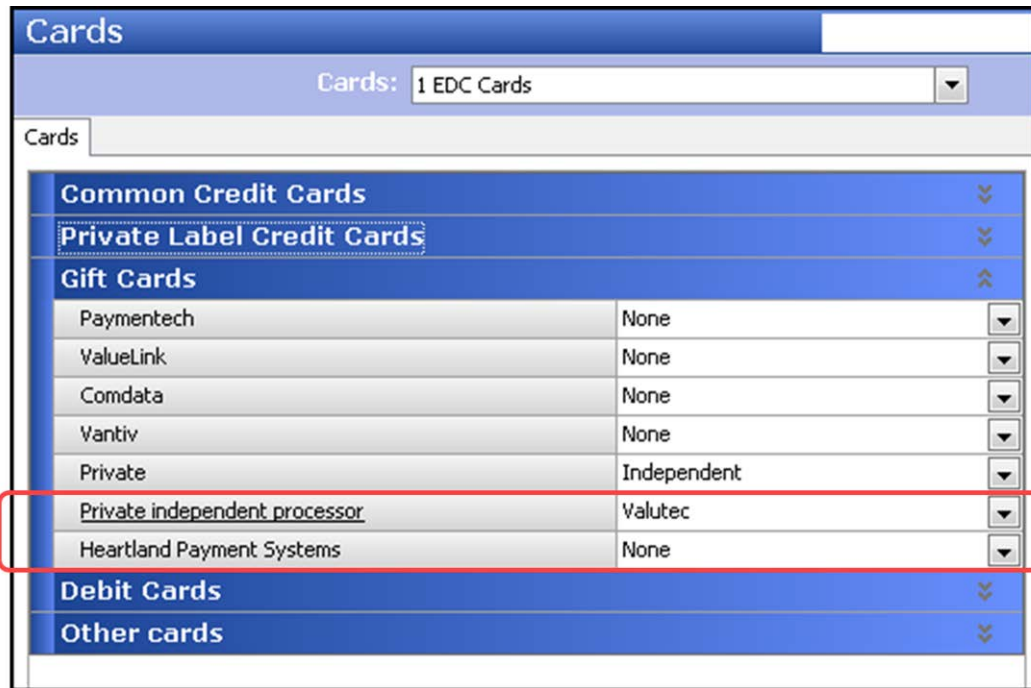 Cards
Cards: 1 EDC Cards
Cards
Common Credit Cards
Private Label Credit Cards
Gift Cards
Paymentech None
ValueLink None
Comdata None
Vantiv None
Private Independent
Private independent processor Valutec
Heartland Payment Systems None
Debit Cards
Other cards